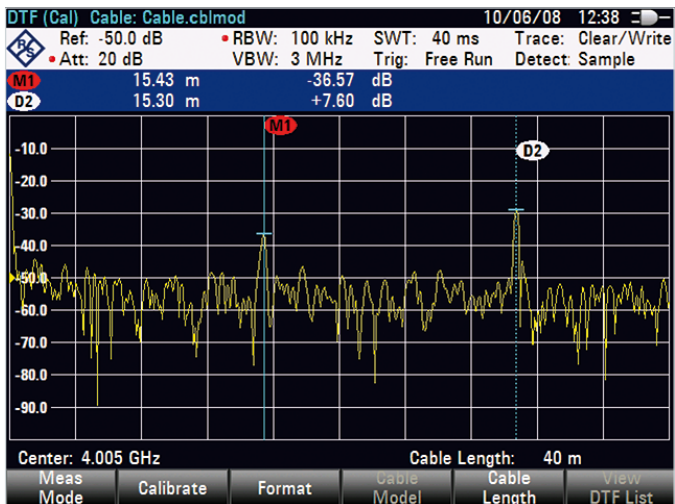 DTF (Cal) Cable: Cable.cblmod 10/06/08 12:38
Ref: -50.0 dB RBW: 100 kHz SWT: 40 ms Trace: Clear/Write
Att: 20 dB VBW: 3 MHz Trig: Free Run Detect: Sample
M1 15.43 m -36.57 dB
D2 15.30 m +7.60 dB
M1
D2
-10.0
-20.0
-30.0
-40.0
-50.0
-60.0
-70.0
-80.0
-90.0
Center: 4.005 GHz Cable Length: 40 m
Meas Mode
Calibrate
Format
Cable Model
Cable Length
View DTF List